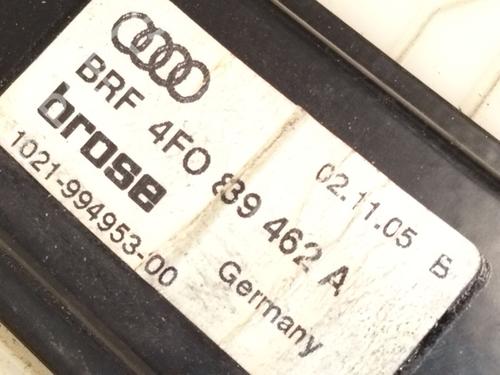 BRF 4F0 839 462 A
brose
02.11.05 B
1021-994953-00
Germany